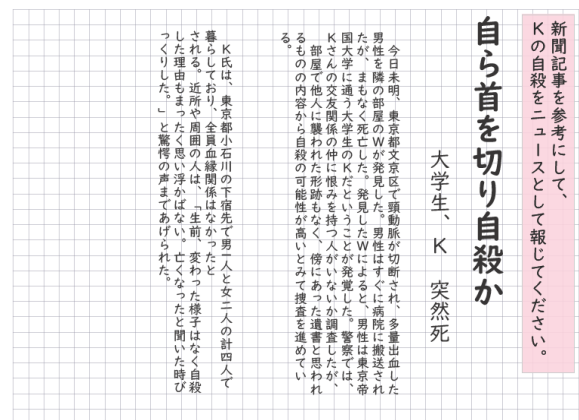 新聞記事を参考にして、
Kの自殺をニュースとして報じてください。
自ら首を切り自殺か
大学生、K 突然死
今日未明、東京都文京区で頸動脈が切断され、多量出血した
男性を隣の部屋のWが発見した。男性はすぐに病院に搬送され
たが、まもなく死亡した。発見したWによると、男性は東京帝
国大学に通う大学生のKだということが発覚した。警察では、
Kさんの交友関係の仲に恨みを持つ人がいないか調査したが、
部屋で他人に襲われた形跡もなく、傍にあった遺書と思われ
るものの内容から自殺の可能性が高いとみて捜査を進めてい
る。
K氏は、東京都小石川の下宿先で男二人と女二人の計四人で
暮らしており、全員血縁関係はなかったと
される。近所や周囲の人は、「生前、変わった様子はなく自殺
した理由もまったく思い浮かばない。亡くなったと聞いた時び
っくりした。」と驚愕の声まであげられた。